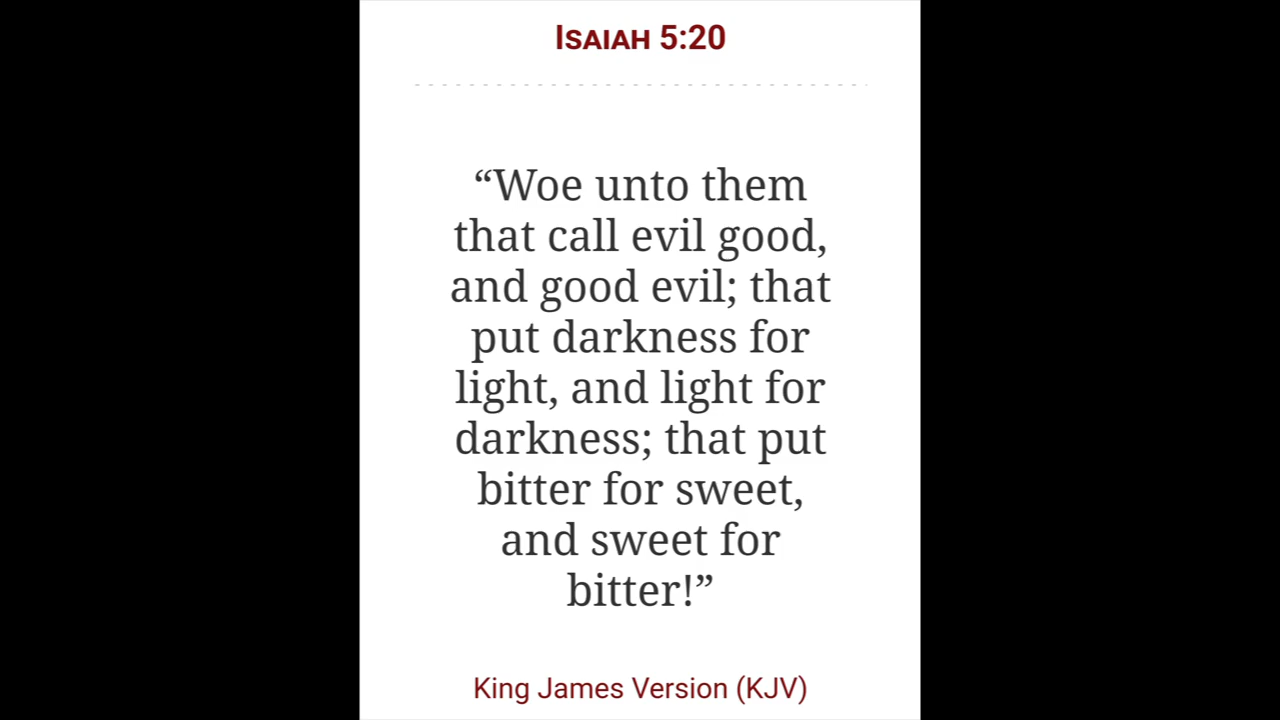 Isaiah 5:20
“Woe unto them
that call evil good,
and good evil; that
put darkness for
light, and light for
darkness; that put
bitter for sweet,
and sweet for
bitter!”
King James Version (KJV)